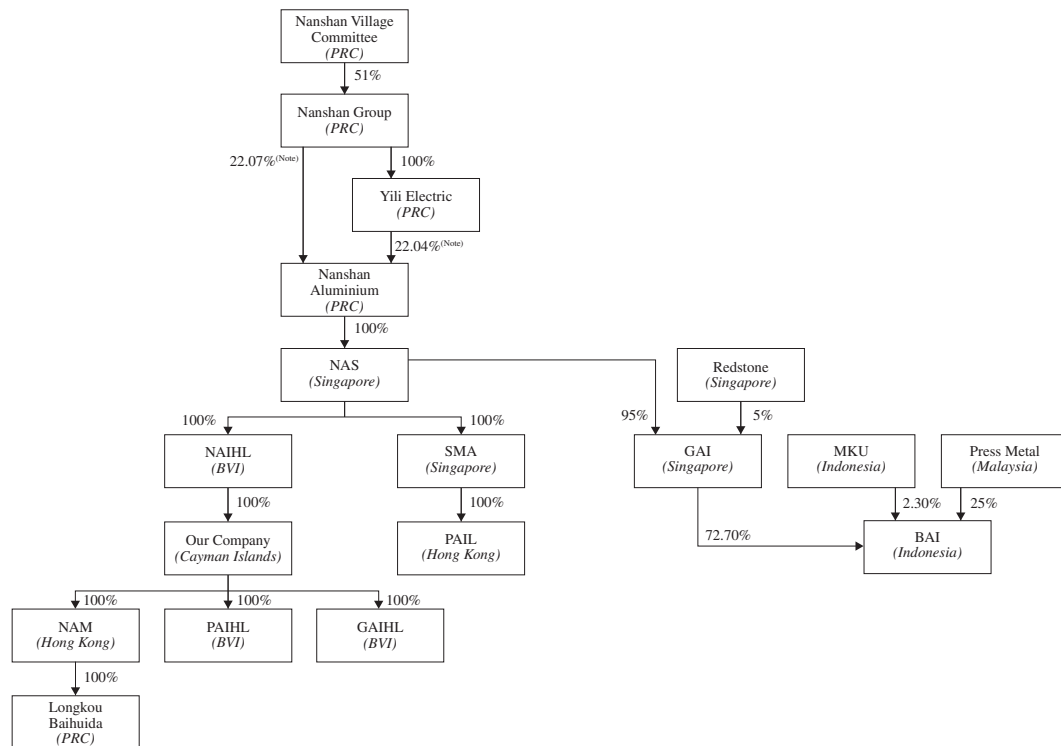 Nanshan Village
Committee
(PRC)
51%
Nanshan Group
(PRC)
22.07%(Note)
100%
Yili Electric
(PRC)
22.04%(Note)
Nanshan
Aluminium
(PRC)
100%
NAS
(Singapore)
Redstone
(Singapore)
100%
100%
95%
5%
NAIHL
(BVI)
SMA
(Singapore)
GAI
(Singapore)
MKU
(Indonesia)
Press Metal
(Malaysia)
100%
100%
2.30%
25%
Our Company
(Cayman Islands)
PAIL
(Hong Kong)
72.70%
BAI
(Indonesia)
100%
100%
100%
NAM
(Hong Kong)
PAIHL
(BVI)
GAIHL
(BVI)
100%
Longkou
Baihuida
(PRC)